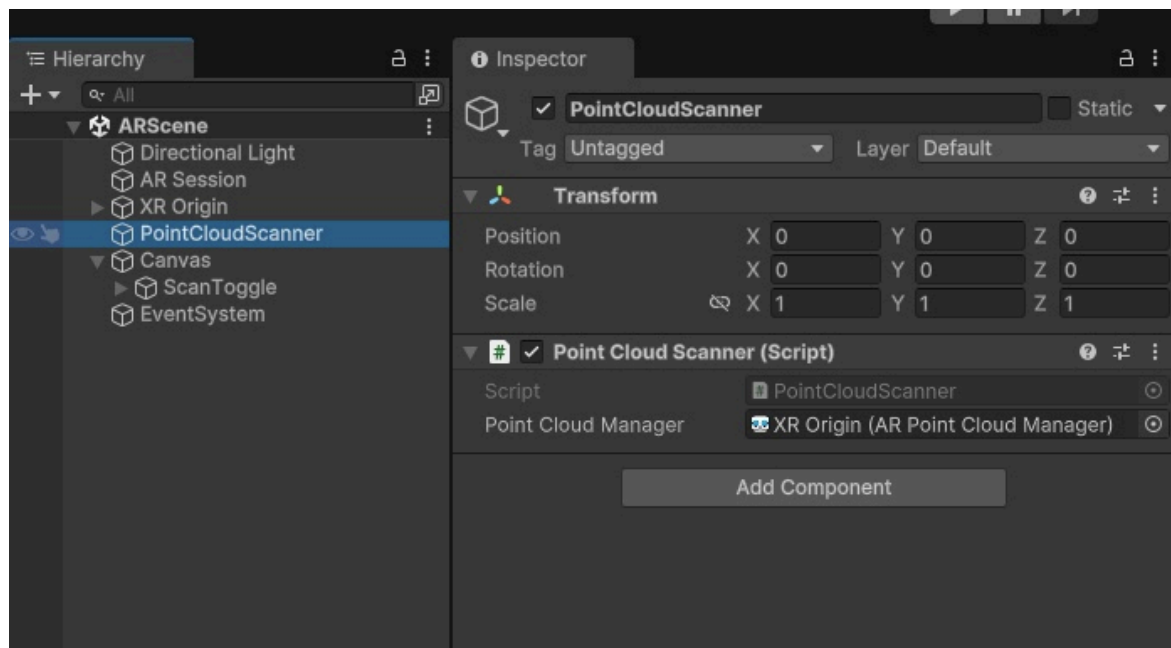 Hierarchy
All
ARScene
Directional Light
AR Session
XR Origin
PointCloudScanner
Canvas
ScanToggle
EventSystem
Inspector
PointCloudScanner Static
Tag Untagged Layer Default
Transform
Position X 0 Y 0 Z 0
Rotation X 0 Y 0 Z 0
Scale X 1 Y 1 Z 1
# Point Cloud Scanner (Script)
Script # PointCloudScanner
Point Cloud Manager XR Origin (AR Point Cloud Manager)
Add Component